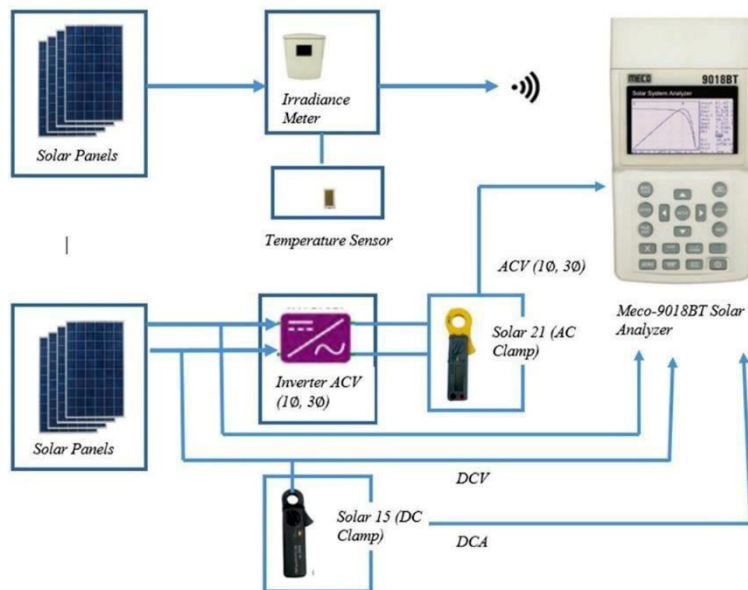 MECO 9018BT
Solar System Analyzer
Irradiance
Meter
Solar Panels
Temperature Sensor
ACV (1Ø, 3Ø)
Meco-9018BT Solar
Analyzer
Solar 21 (AC
Clamp)
Inverter ACV
(1Ø, 3Ø)
Solar Panels
DCV
Solar 15 (DC
Clamp)
DCA